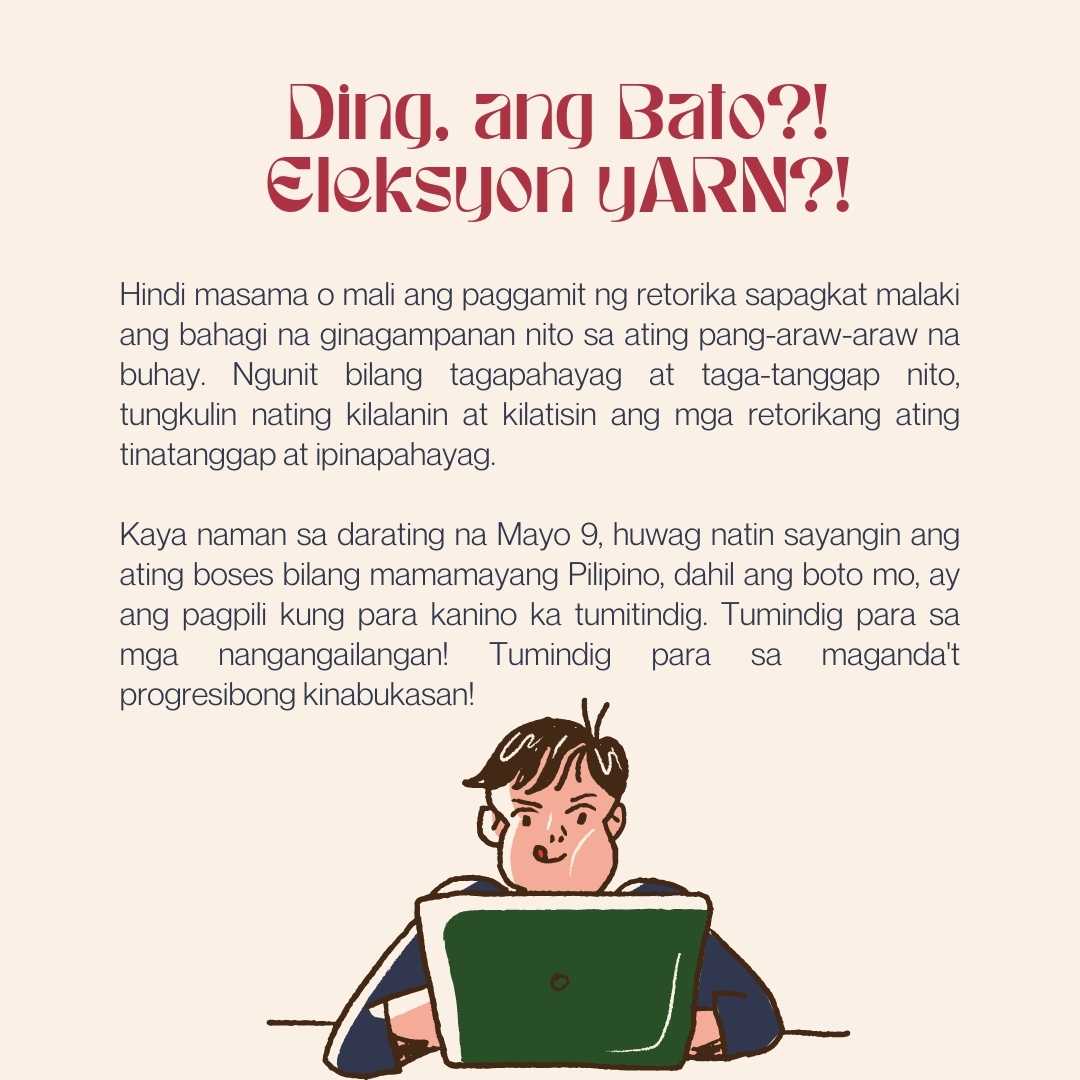 Ding, ang Bato?!
Eleksyon yARN?!
Hindi masama o mali ang paggamit ng retorika sapagkat malaki
ang bahagi na ginagampanan nito sa ating pang-araw-araw na
buhay. Ngunit bilang tagapahayag at taga-tanggap nito,
tungkulin nating kilalanin at kilatisin ang mga retorikang ating
tinatanggap at ipinapahayag.
Kaya naman sa darating na Mayo 9, huwag natin sayangin ang
ating boses bilang mamamayang Pilipino, dahil ang boto mo, ay
ang pagpili kung para kanino ka tumitindig. Tumindig para sa
mga nangangailangan! Tumindig para sa maganda't
progresibong kinabukasan!